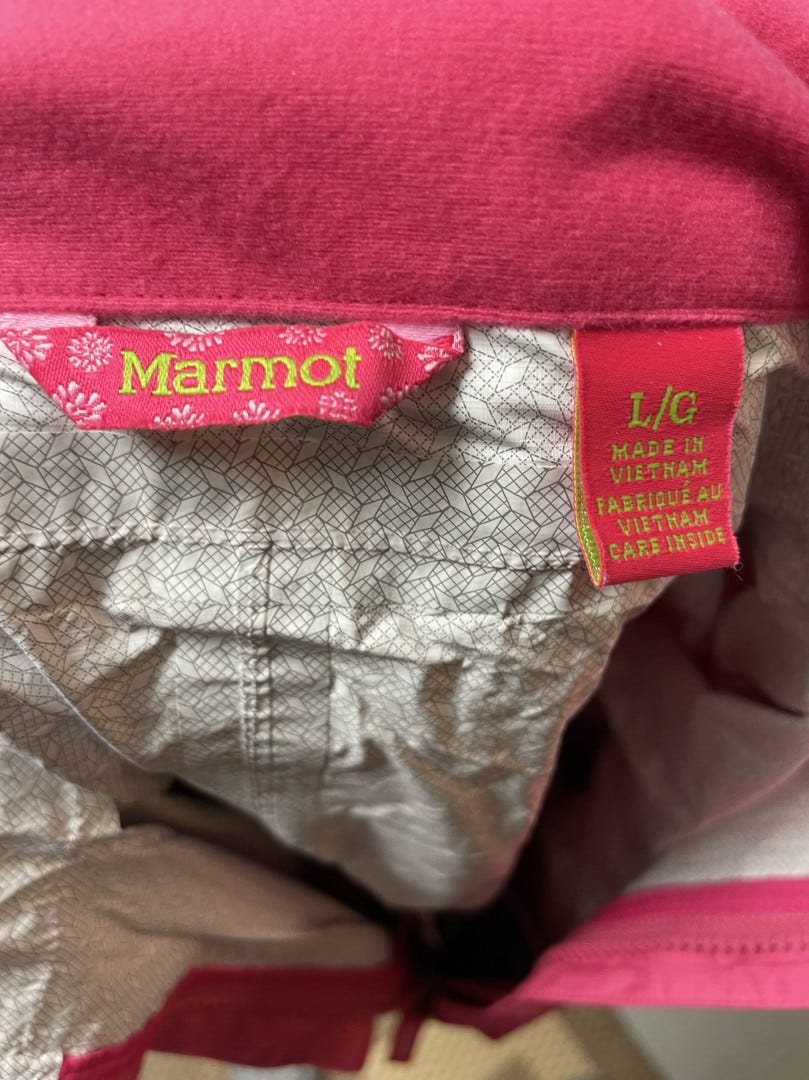 Marmot
L/G
MADE IN
VIETNAM
FABRIQUÉ AU
VIETNAM
CARE INSIDE